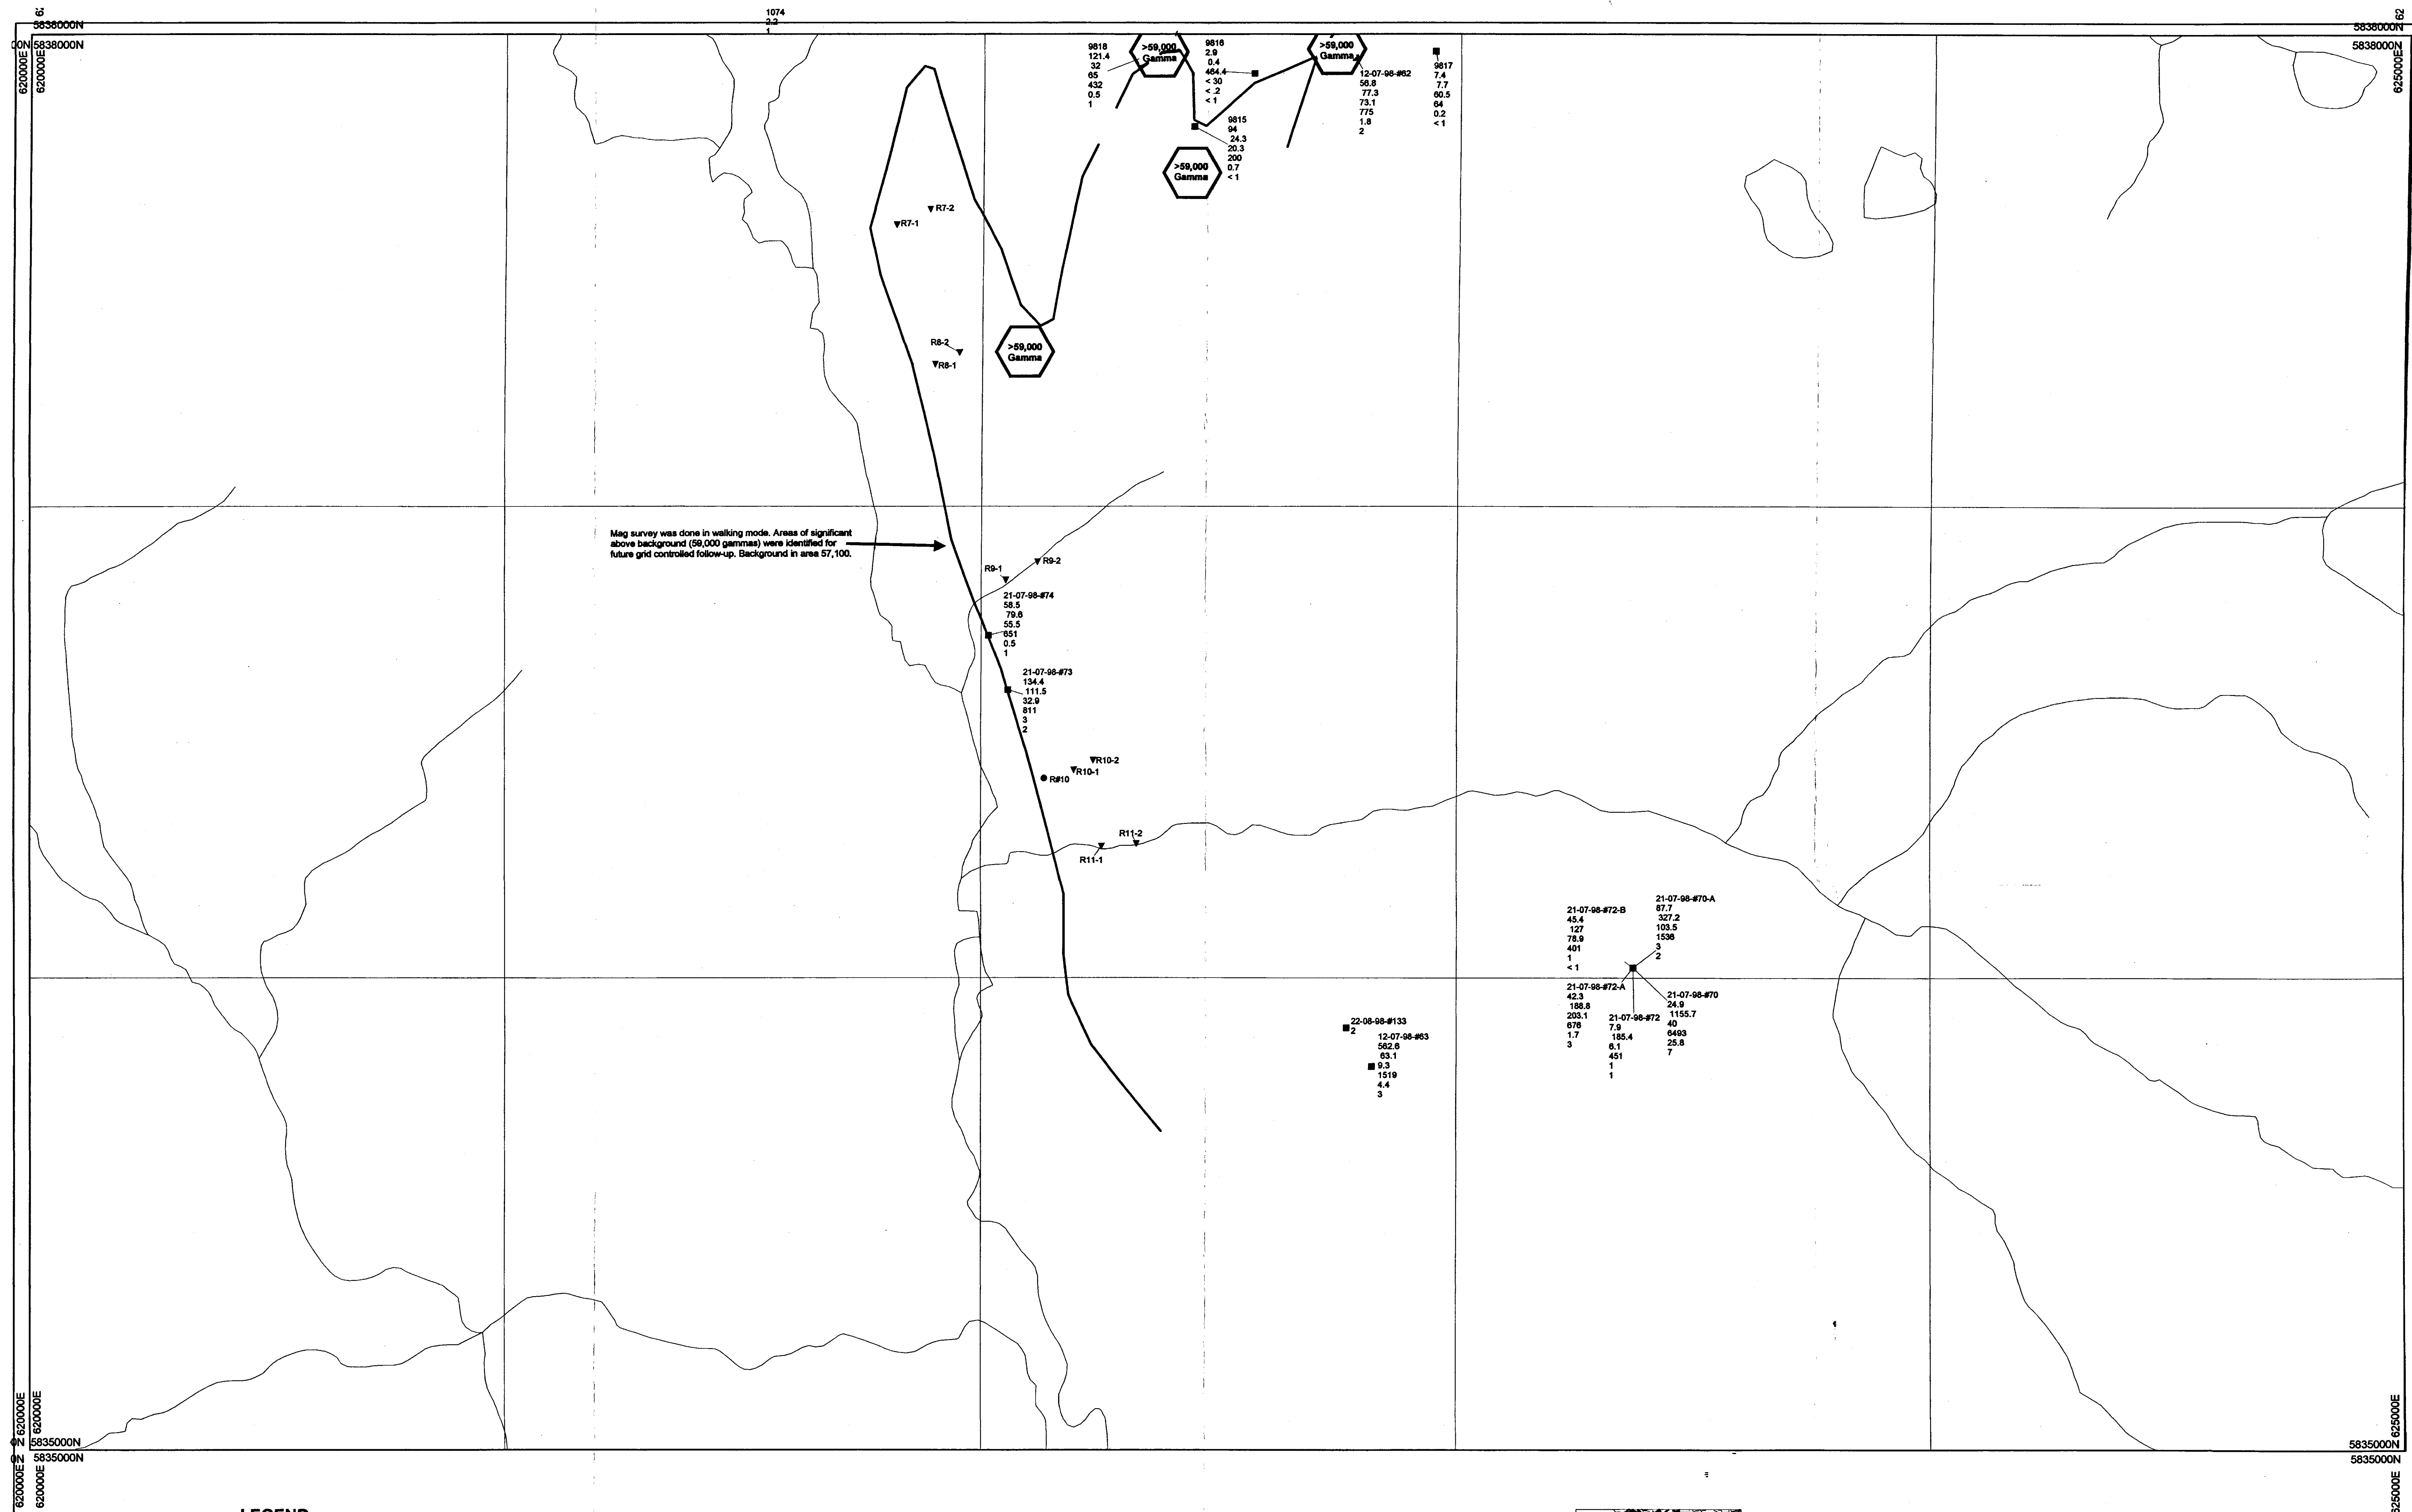 1074
2.2
1
5838000N
5838000N
62
00N
5838000N
5838000N
620000E
620000E
625000E
9818
121.4
32
65
432
0.5
1
>59,000
Gamma
9816
2.9
0.4
464.4
< 30
< .2
< 1
>59,000
Gamma
12-07-98-#62
56.8
77.3
73.1
775
1.8
2
9817
7.4
7.7
60.5
64
0.2
< 1
9815
94
24.3
20.3
200
0.7
< 1
>59,000
Gamma
R7-2
R7-1
R8-2
R8-1
>59,000
Gamma
Mag survey was done in walking mode. Areas of significant
above background (59,000 gammas) were identified for
future grid controlled follow-up. Background in area 57,100.
R9-2
R9-1
21-07-98-#74
58.5
79.6
55.5
651
0.5
1
21-07-98-#73
134.4
111.5
32.9
811
3
2
R10-2
R10-1
R#10
R11-2
R11-1
21-07-98-#72-B
45.4
127
78.9
401
1
< 1
21-07-98-#70-A
87.7
327.2
103.5
1536
3
2
21-07-98-#72-A
42.3
188.8
203.1
676
1.7
3
21-07-98-#72
7.9
185.4
6.1
451
1
1
21-07-98-#70
24.9
1155.7
40
6493
25.8
7
22-08-98-#133
2
12-07-98-#63
562.6
63.1
9.3
1519
4.4
3
620000E
620000E
625000E
0N
5835000N
5835000N
0N
5835000N
5835000N
620000E
620000E
625000E
LEGEND